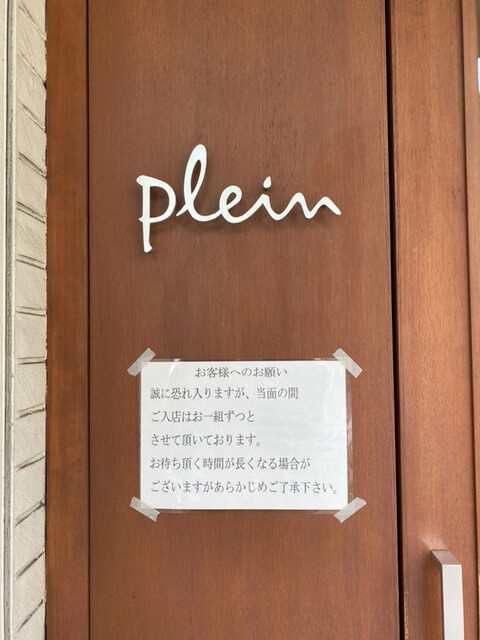 plein
お客様へのお願い
誠に恐れ入りますが、当面の間
ご入店はお一組ずつと
させて頂いております。
お待ち頂く時間が長くなる場合が
ございますがあらかじめご了承下さい。